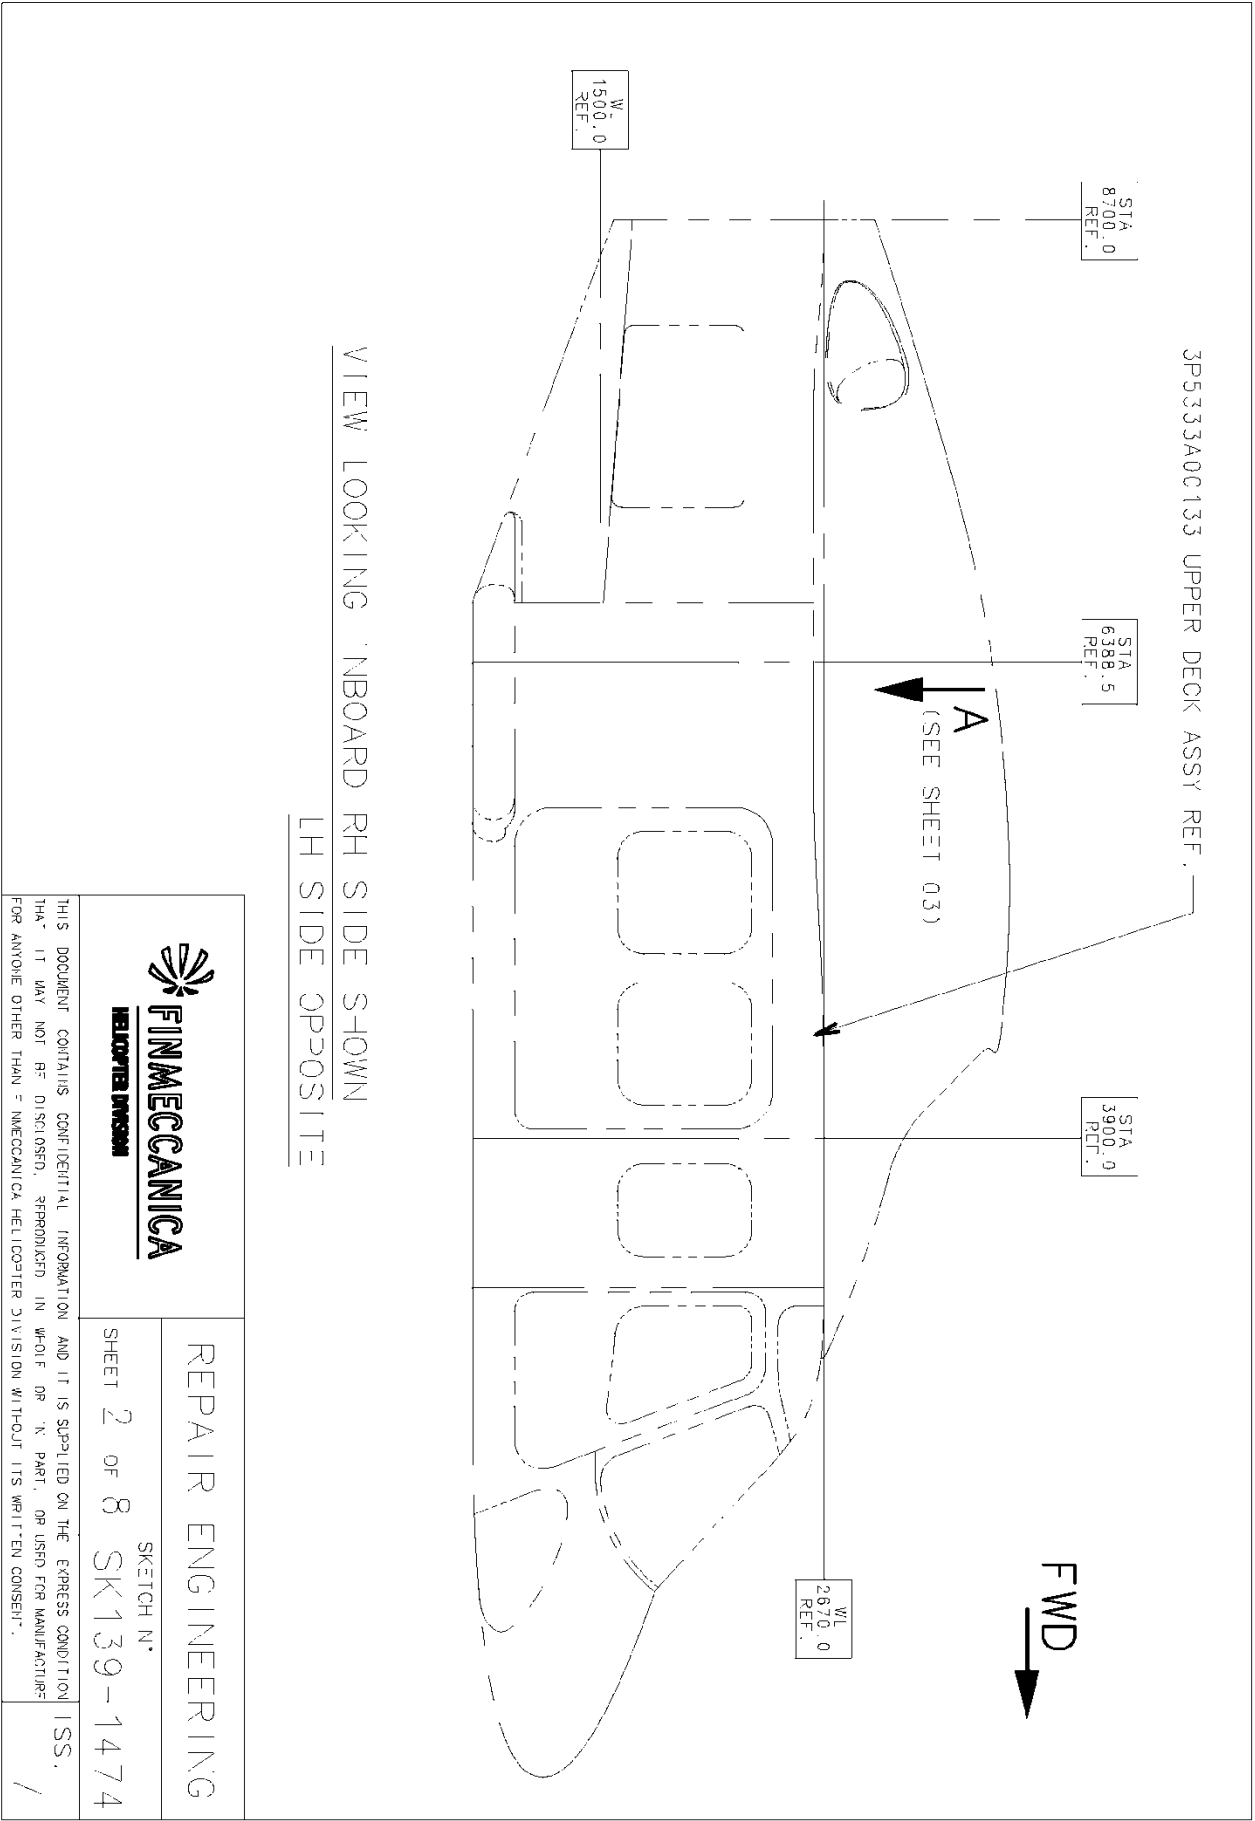 STA
8700.0
REF.
3P5333A00133 UPPER DECK ASSY REF.
STA
6388.5
REF.
STA
3900.0
REF.
A
(SEE SHEET 03)
FWD
WL
2670.0
REF.
WL
1500.0
REF.
VIEW LOOKING INBOARD RH SIDE SHOWN
LH SIDE OPPOSITE
FINMECCANICA
HELICOPTER DIVISION
REPAIR ENGINEERING
SKETCH N°
SHEET 2 OF 8 SK139-1474
THIS DOCUMENT CONTAINS CONFIDENTIAL INFORMATION AND IT IS SUPPLIED ON THE EXPRESS CONDITION
THAT IT MAY NOT BE DISCLOSED, REPRODUCED IN WHOLE OR IN PART, OR USED FOR MANUFACTURE
FOR ANYONE OTHER THAN FINMECCANICA HELICOPTER DIVISION WITHOUT ITS WRITTEN CONSENT.
ISS.
/